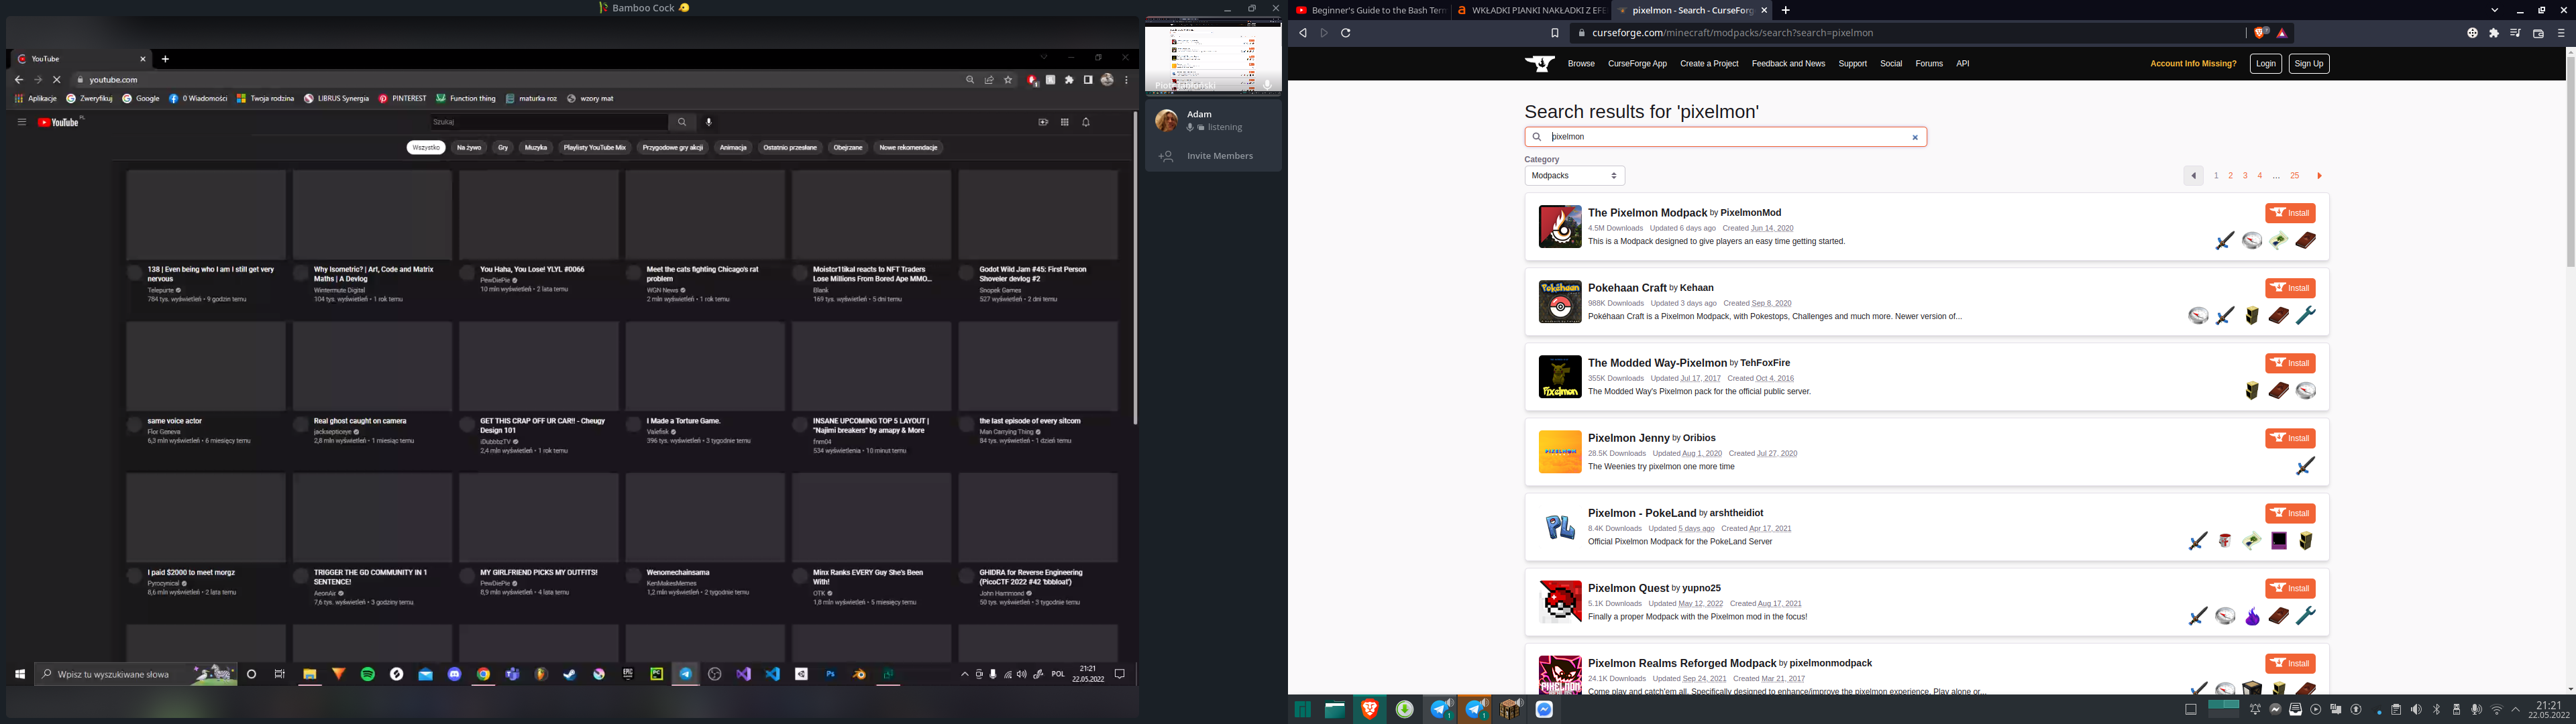 Bamboo Cock
YouTube
youtube.com
Aplikacje
Zweryfikuj
Google
0 Wiadomości
Twoja rodzina
LIBRUS Synergia
PINTEREST
Function thing
maturka roz
wzory mat
YouTube PL
Szukaj
Wszystko
Na żywo
Gry
Muzyka
Playlisty YouTube Mix
Przygodowe gry akcji
Animacja
Ostatnio przesłane
Obejrzane
Nowe rekomendacje
138 | Even being who I am I still get very
nervous
Telepurte
784 tys. wyświetleń • 9 godzin temu
Why Isometric? | Art, Code and Matrix
Maths | A Devlog
Wintermute Digital
104 tys. wyświetleń • 1 rok temu
You Haha, You Lose! YLYL #0066
PewDiePie
10 mln wyświetleń • 2 lata temu
Meet the cats fighting Chicago's rat
problem
WGN News
2 mln wyświetleń • 1 rok temu
Moistcr1tikal reacts to NFT Traders
Lose Millions From Bored Ape MMO...
Blank
169 tys. wyświetleń • 5 dni temu
Godot Wild Jam #45: First Person
Shoveler devlog #2
Snopek Games
527 wyświetleń • 2 dni temu
same voice actor
Flor Geneva
6,3 mln wyświetleń • 6 miesięcy temu
Real ghost caught on camera
jacksepticeye
2,8 mln wyświetleń • 1 miesiąc temu
GET THIS CRAP OFF UR CAR!! - Cheugy
Design 101
iDubbbzTV
2,4 mln wyświetleń • 1 rok temu
I Made a Torture Game.
Valefisk
396 tys. wyświetleń • 3 tygodnie temu
INSANE UPCOMING TOP 5 LAYOUT |
"Najimi breakers" by amapy & More
fnm04
534 wyświetlenia • 10 minut temu
the last episode of every sitcom
Man Carrying Thing
84 tys. wyświetleń • 1 dzień temu
I paid $2000 to meet morgz
Pyrocynical
8,6 mln wyświetleń • 2 lata temu
TRIGGER THE GD COMMUNITY IN 1
SENTENCE!
AeonAir
7,6 tys. wyświetleń • 3 godziny temu
MY GIRLFRIEND PICKS MY OUTFITS!
PewDiePie
8,9 mln wyświetleń • 4 lata temu
Wenomechainsama
KenMakesMemes
1,2 mln wyświetleń • 2 tygodnie temu
Minx Ranks EVERY Guy She's Been
With!
OTK
1,8 mln wyświetleń • 5 miesięcy temu
GHIDRA for Reverse Engineering
(PicoCTF 2022 #42 'bbbloat')
John Hammond
50 tys. wyświetleń • 3 tygodnie temu
Wpisz tu wyszukiwane słowa
POL
21:21
22.05.2022
Adam
listening
Invite Members
Beginner's Guide to the Bash Term
WKŁADKI PIANKI NAKŁADKI Z EFE
pixelmon - Search - CurseForge
curseforge.com/minecraft/modpacks/search?search=pixelmon
Browse
CurseForge App
Create a Project
Feedback and News
Support
Social
Forums
API
Account Info Missing?
Login
Sign Up
Search results for 'pixelmon'
pixelmon
Category
Modpacks
1 2 3 4 ... 25
The Pixelmon Modpack by PixelmonMod
Install
4.5M Downloads Updated 6 days ago Created Jun 14, 2020
This is a Modpack designed to give players an easy time getting started.
Pokehaan Craft by Kehaan
Install
988K Downloads Updated 3 days ago Created Sep 8, 2020
Pokéhaan Craft is a Pixelmon Modpack, with Pokestops, Challenges and much more. Newer version of...
The Modded Way-Pixelmon by TehFoxFire
Install
355K Downloads Updated Jul 17, 2017 Created Oct 4, 2016
The Modded Way's Pixelmon pack for the official public server.
Pixelmon Jenny by Oribios
Install
28.5K Downloads Updated Aug 1, 2020 Created Jul 27, 2020
The Weenies try pixelmon one more time
Pixelmon - PokeLand by arshtheidiot
Install
8.4K Downloads Updated 5 days ago Created Apr 17, 2021
Official Pixelmon Modpack for the PokeLand Server
Pixelmon Quest by yupno25
Install
5.1K Downloads Updated May 12, 2022 Created Aug 17, 2021
Finally a proper Modpack with the Pixelmon mod in the focus!
Pixelmon Realms Reforged Modpack by pixelmonmodpack
Install
24.1K Downloads Updated Sep 24, 2021 Created Mar 21, 2017
Come play and catch'em all. Specifically designed to enhance/improve the pixelmon experience. Play alone or...
21:21
22.05.2022